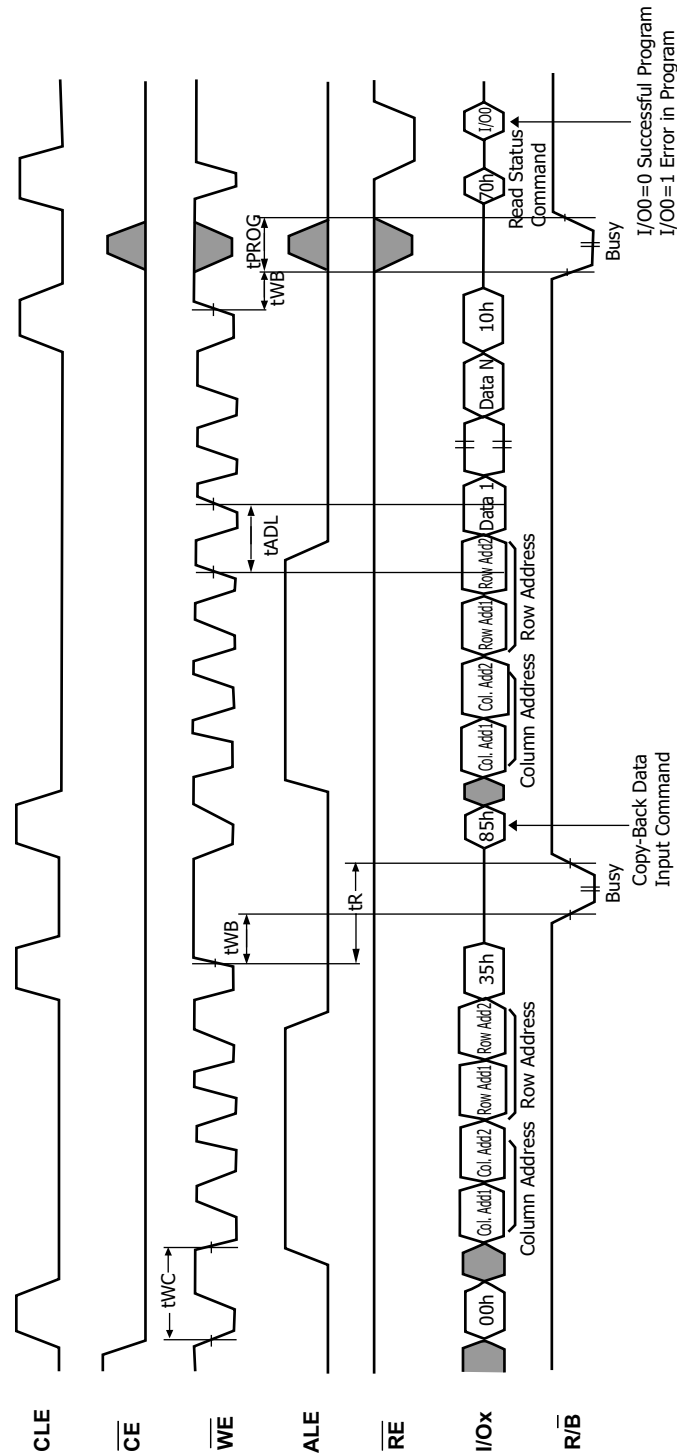 CLE
CE
WE
ALE
RE
I/Ox
R/B
tWC
tWB
tADL
tWB
tPROG
tR
00h
Col. Add1
Col. Add2
Row Add1
Row Add2
35h
85h
Col. Add1
Col. Add2
Row Add1
Row Add2
Data 1
Data N
10h
70h
I/O0
Column Address
Row Address
Column Address
Row Address
Read Status
Command
Busy
Busy
Copy-Back Data
Input Command
I/O0=0 Successful Program
I/O0=1 Error in Program